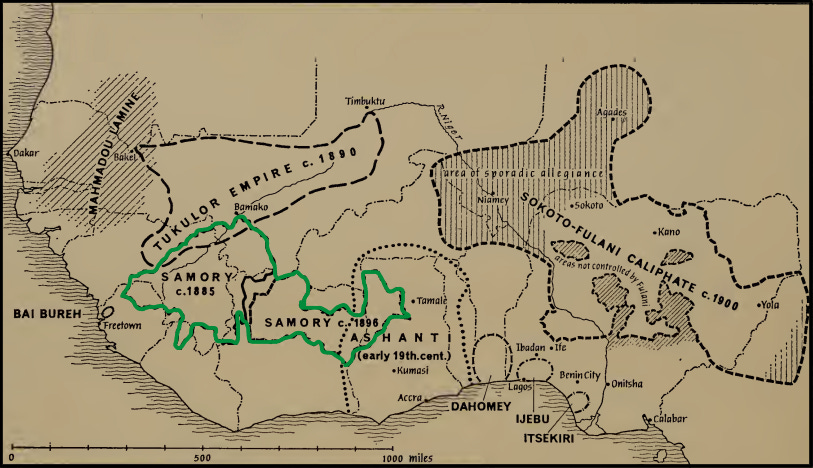 Timbuktu
R. Niger
Agades
Dakar
Bakel
MAHMADOU LAMINE
TUKULOR EMPIRE c. 1890
area of sporadic allegiance
Niamey
Sokoto
SOKOTO-FULANI CALIPHATE c. 1900
Bamako
Kano
areas not controlled by Fulani
SAMORY
c.1885
Tamale
Yola
BAI BUREH
Freetown
SAMORY c. 1896
ASHANT
(early 19th.cent.)
Ibadan
Ife
Kumasi
Benin City
Onitsha
Lagos
Accra
DAHOMEY
IJEBU
Calabar
ITSEKIRI
0 500 1000 miles